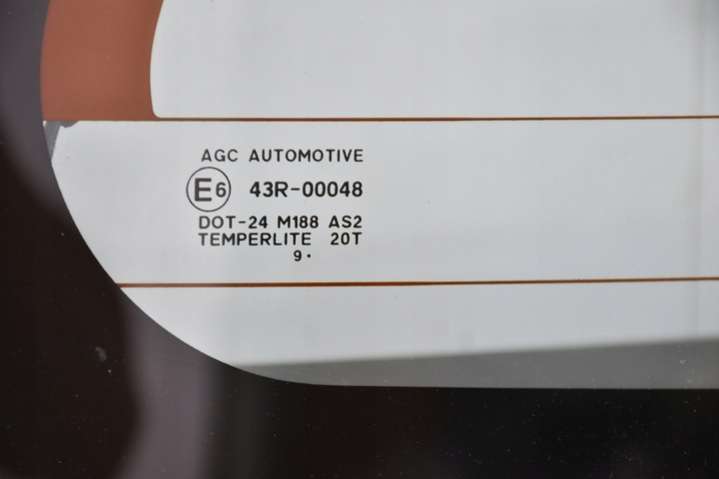 AGC AUTOMOTIVE
E6 43R-00048
DOT-24 M188 AS2
TEMPERLITE 20T
9·